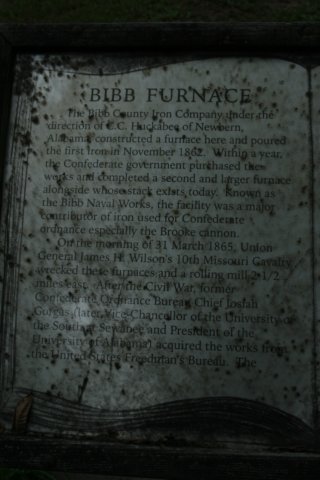 BIBB FURNACE
The Bibb County Iron Company under the
direction of C.C. Huckabee of Newbern,
Alabama constructed a furnace here and poured
the first iron in November 1862. Within a year,
the Confederate government purchased the
works and completed a second and larger furnace
alongside whose stack exists today. Known as
the Bibb Naval Works, the facility was a major
contributor of iron used for Confederate
ordnance especially the Brooke cannon.
On the morning of 31 March 1865, Union
General James H. Wilson's 10th Missouri Cavalry
wrecked these furnaces and a rolling mill 2 1/2
miles east. After the Civil War, former
Confederate Ordnance Bureau Chief Josiah
Gorgus (later Vice-Chancellor of the University of
the South at Sewanee and President of the
University of Alabama) acquired the works from
the United States Freedman's Bureau. The